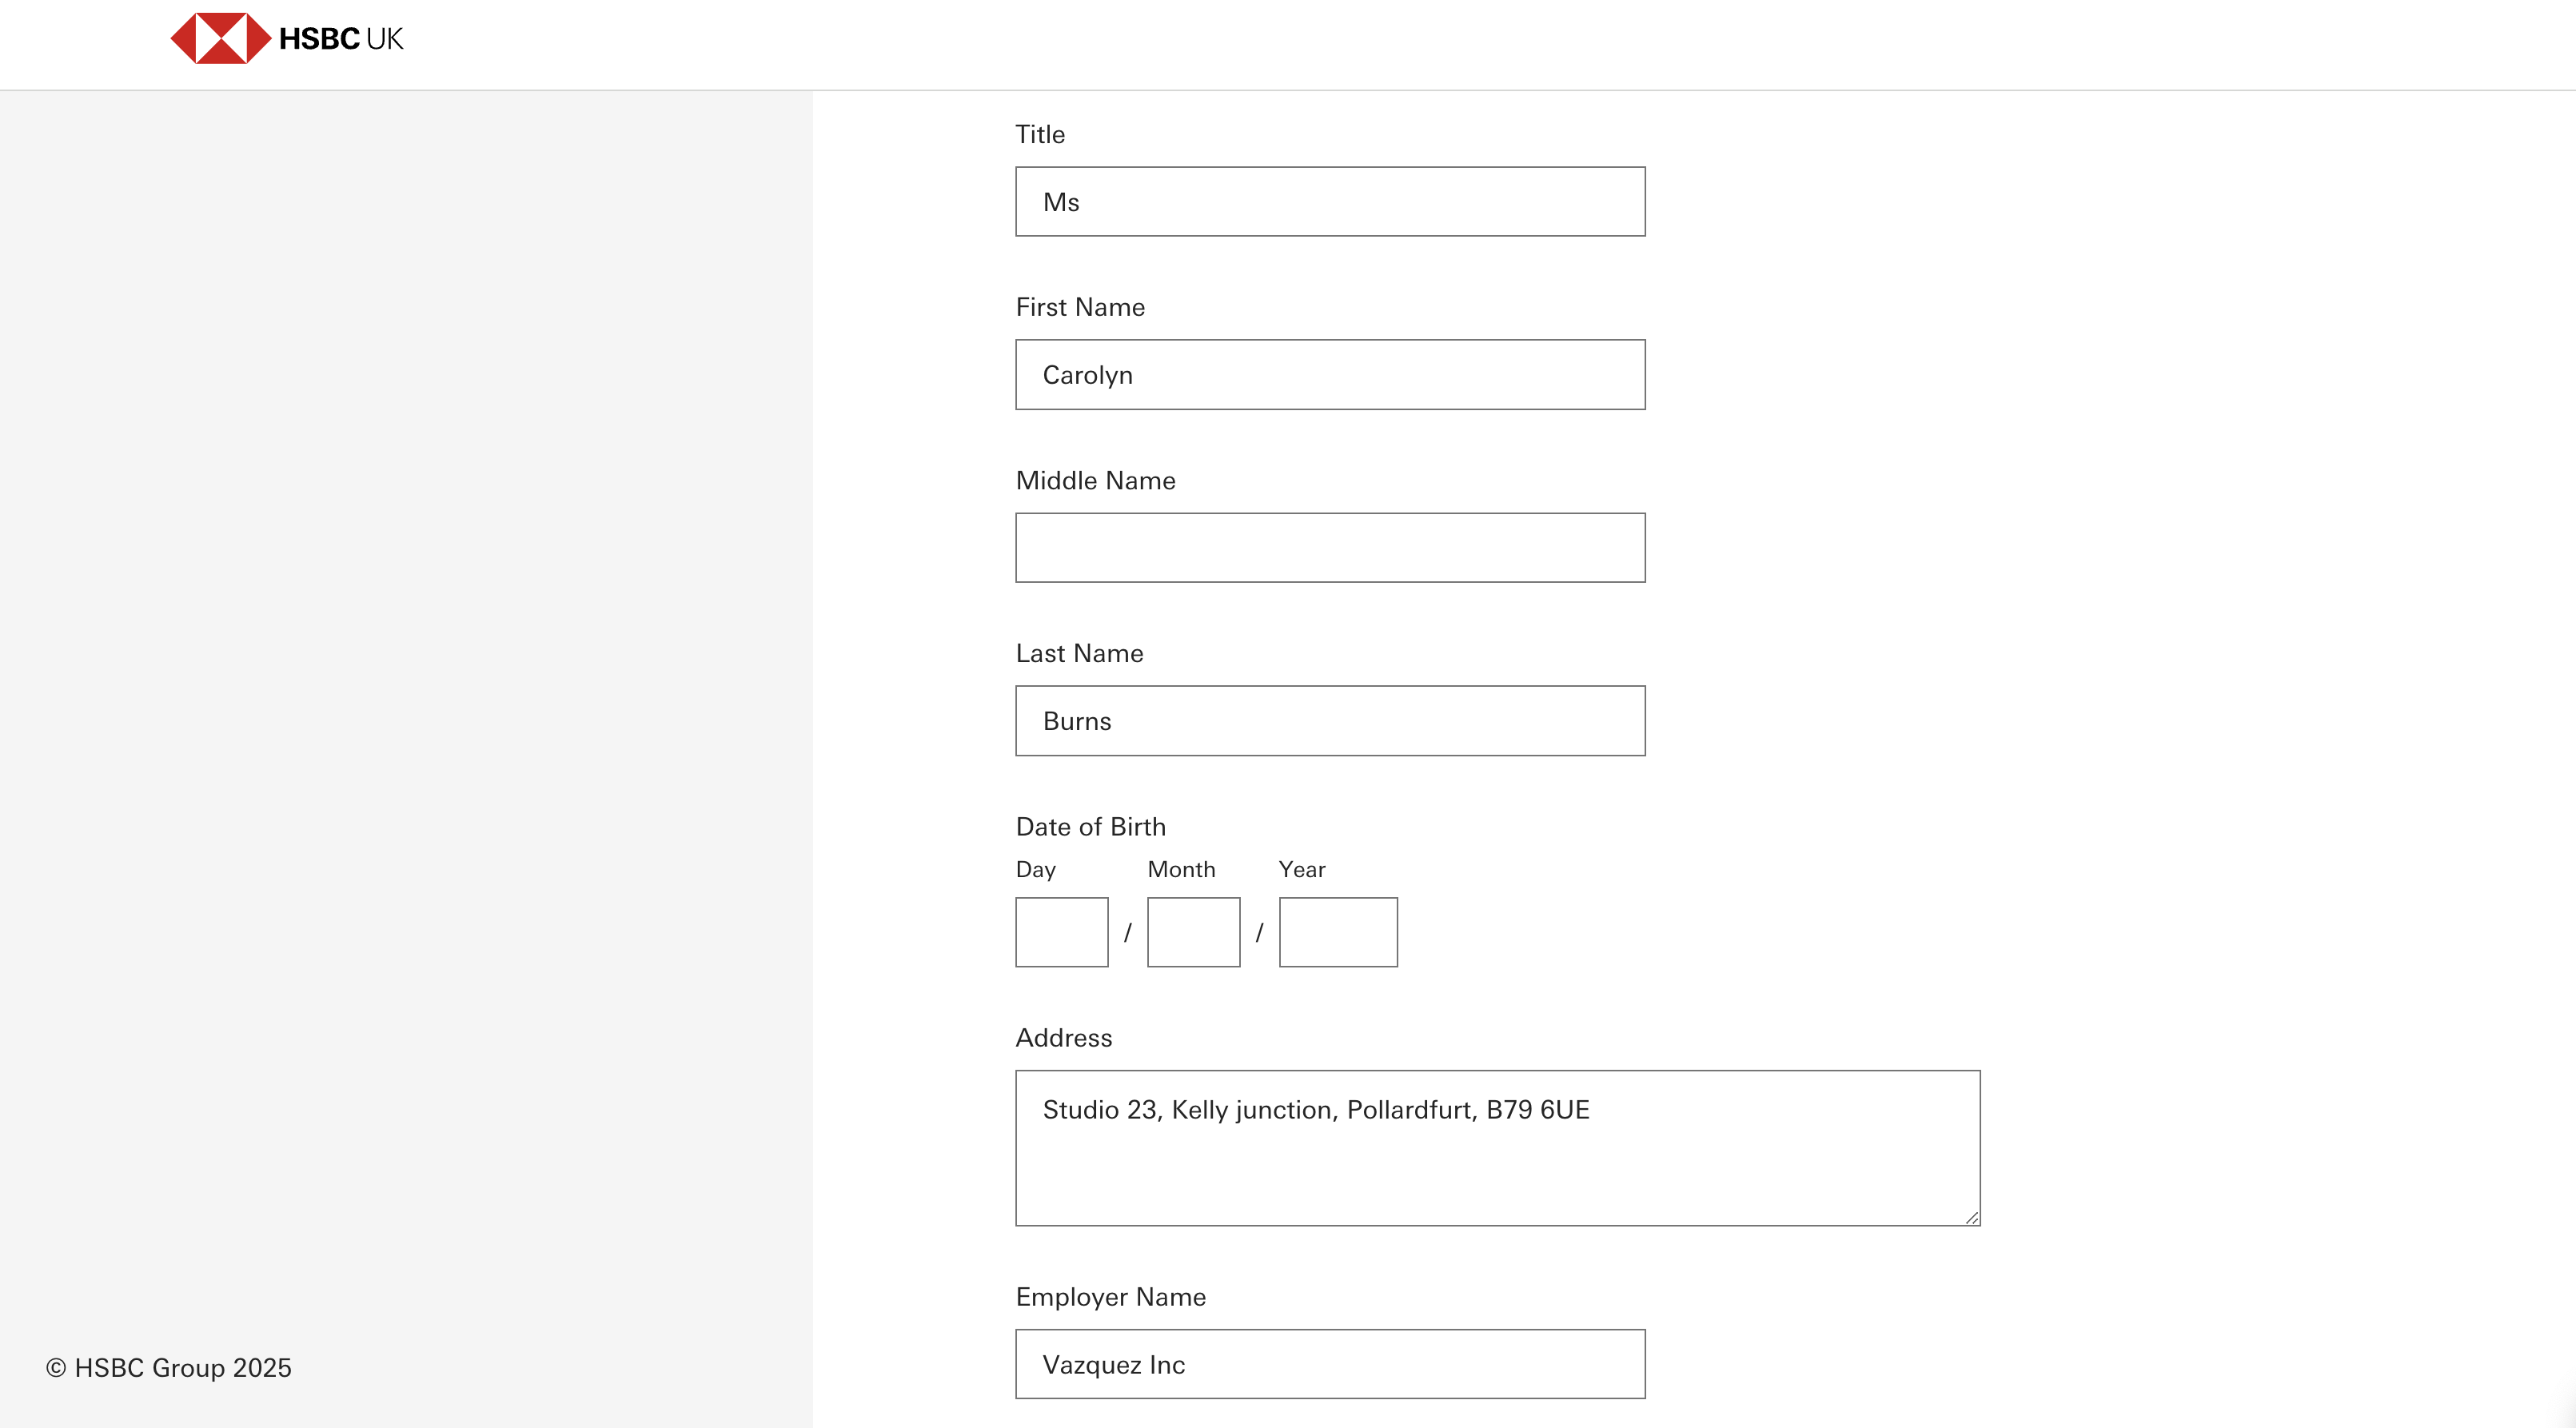 HSBC UK
Title
Ms
First Name
Carolyn
Middle Name
Last Name
Burns
Date of Birth
Day Month Year
/ /
Address
Studio 23, Kelly junction, Pollardfurt, B79 6UE
Employer Name
Vazquez Inc
© HSBC Group 2025